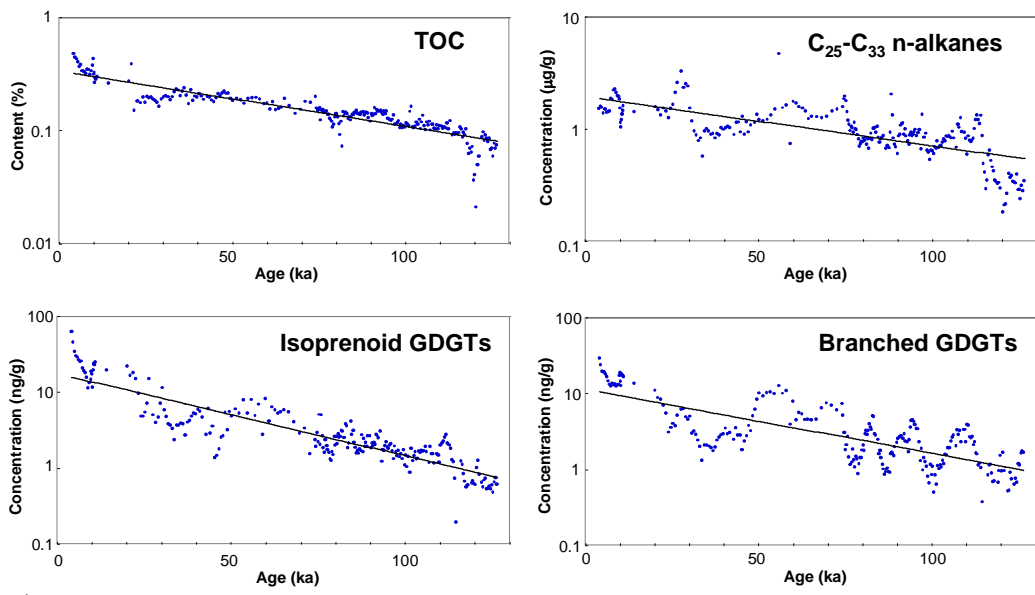 TOC
1
0.1
0.01
Content (%)
0
50
100
Age (ka)
C₂₅-C₃₃ n-alkanes
10
1
0.1
Concentration (µg/g)
0
50
100
Age (ka)
Isoprenoid GDGTs
100
10
1
0.1
Concentration (ng/g)
0
50
100
Age (ka)
Branched GDGTs
100
10
1
0.1
Concentration (ng/g)
0
50
100
Age (ka)